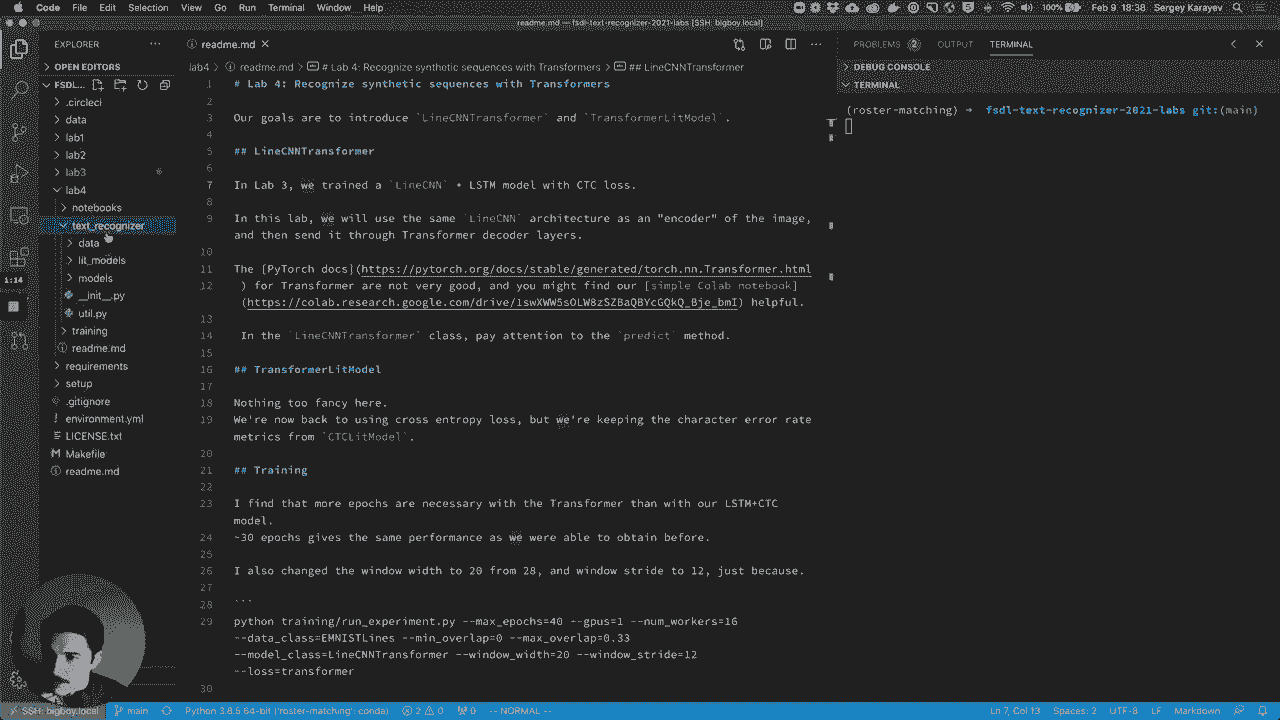 Code File Edit Selection View Go Run Terminal Window Help 100% Feb 9 18:38 Sergey Karayev
readme.md — fsdl-text-recognizer-2021-labs [SSH: bigboy.local]
EXPLORER
OPEN EDITORS
FSDL...
.circleci
data
lab1
lab2
lab3
lab4
notebooks
text_recognizer
data
lit_models
models
__init__.py
util.py
training
readme.md
requirements
setup
.gitignore
environment.yml
LICENSE.txt
Makefile
readme.md
1:14
readme.md
lab4 > readme.md > # Lab 4: Recognize synthetic sequences with Transformers > ## LineCNNTransformer
1 # Lab 4: Recognize synthetic sequences with Transformers
2
3 Our goals are to introduce `LineCNNTransformer` and `TransformerLitModel`.
4
5 ## LineCNNTransformer
6
7 In Lab 3, we trained a `LineCNN` + LSTM model with CTC loss.
8
9 In this lab, we will use the same `LineCNN` architecture as an "encoder" of the image,
and then send it through Transformer decoder layers.
10
11 The [PyTorch docs](https://pytorch.org/docs/stable/generated/torch.nn.Transformer.html
12 ) for Transformer are not very good, and you might find our [simple Colab notebook]
(https://colab.research.google.com/drive/1swXWW5sOLW8zSZBaQBYcGQkQ_Bje_bmI) helpful.
13
14 In the `LineCNNTransformer` class, pay attention to the `predict` method.
15
16 ## TransformerLitModel
17
18 Nothing too fancy here.
19 We're now back to using cross entropy loss, but we're keeping the character error rate
metrics from `CTCLitModel`.
20
21 ## Training
22
23 I find that more epochs are necessary with the Transformer than with our LSTM+CTC
model.
24 ~30 epochs gives the same performance as we were able to obtain before.
25
26 I also changed the window width to 20 from 28, and window stride to 12, just because.
27
28 ```
29 python training/run_experiment.py --max_epochs=40 --gpus=1 --num_workers=16
--data_class=EMNISTLines --min_overlap=0 --max_overlap=0.33
--model_class=LineCNNTransformer --window_width=20 --window_stride=12
--loss=transformer
30
PROBLEMS 2 OUTPUT TERMINAL
DEBUG CONSOLE
TERMINAL
(roster-matching) → fsdl-text-recognizer-2021-labs git:(main)
SSH: bigboy.local main Python 3.8.5 64-bit ('roster-matching': conda) 2 0 0 -- NORMAL -- Ln 7, Col 13 Spaces: 2 UTF-8 LF Markdown